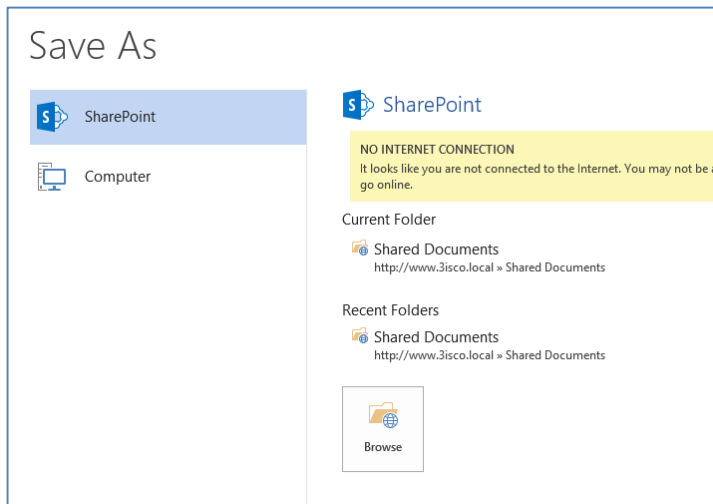 Save As
SharePoint
Computer
SharePoint
NO INTERNET CONNECTION
It looks like you are not connected to the Internet. You may not be
go online.
Current Folder
Shared Documents
http://www.3isco.local » Shared Documents
Recent Folders
Shared Documents
http://www.3isco.local » Shared Documents
Browse